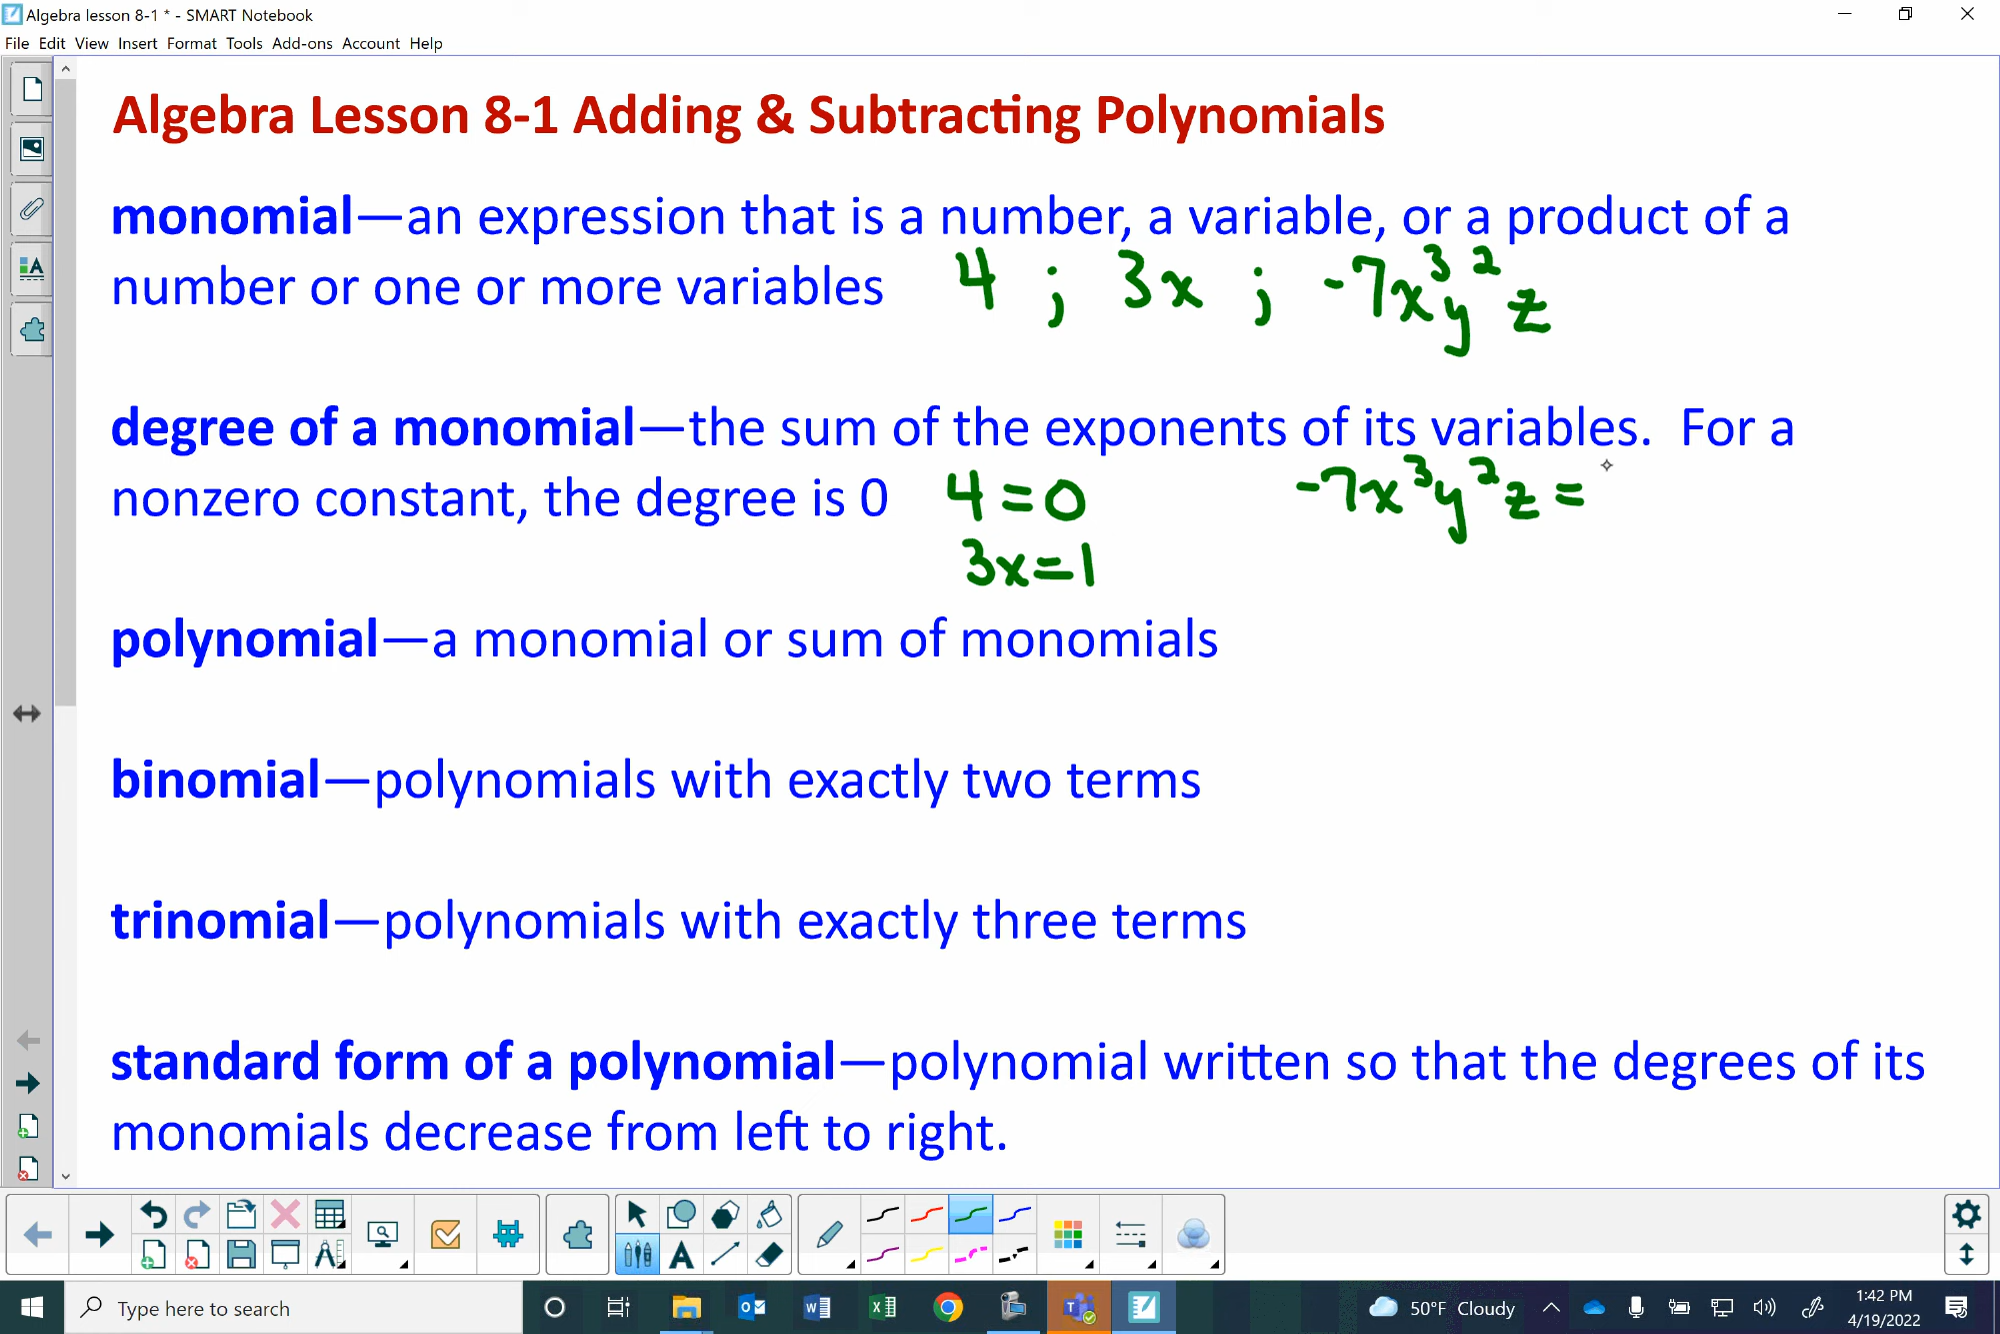 Algebra lesson 8-1 * - SMART Notebook
File Edit View Insert Format Tools Add-ons Account Help
Algebra Lesson 8-1 Adding & Subtracting Polynomials
monomial—an expression that is a number, a variable, or a product of a
number or one or more variables 4 ; 3x ; -7x³y²z
degree of a monomial—the sum of the exponents of its variables. For a
nonzero constant, the degree is 0 4=0 -7x³y²z=
3x=1
polynomial—a monomial or sum of monomials
binomial—polynomials with exactly two terms
trinomial—polynomials with exactly three terms
standard form of a polynomial—polynomial written so that the degrees of its
monomials decrease from left to right.
Type here to search
50°F Cloudy
1:42 PM
4/19/2022